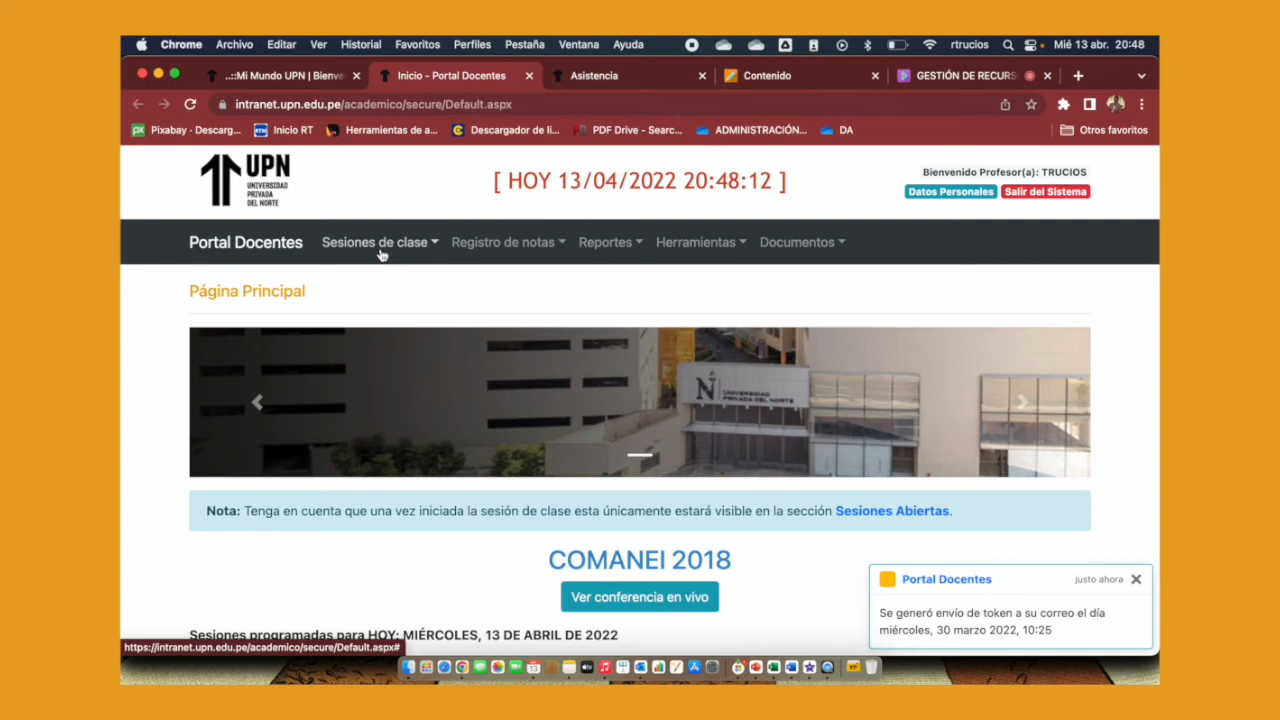 Chrome Archivo Editar Ver Historial Favoritos Perfiles Pestaña Ventana Ayuda rtrucios Mié 13 abr. 20:48
..::Mi Mundo UPN | Bienve Inicio - Portal Docentes Asistencia Contenido GESTIÓN DE RECURS
intranet.upn.edu.pe/academico/secure/Default.aspx
Pixabay - Descarg... Inicio RT Herramientas de a... Descargador de li... PDF Drive - Searc... ADMINISTRACIÓN... DA Otros favoritos
UPN
UNIVERSIDAD
PRIVADA
DEL NORTE
[ HOY 13/04/2022 20:48:12 ]
Bienvenido Profesor(a): TRUCIOS
Datos Personales Salir del Sistema
Portal Docentes Sesiones de clase Registro de notas Reportes Herramientas Documentos
Página Principal
N UNIVERSIDAD
PRIVADA DEL NORTE
Nota: Tenga en cuenta que una vez iniciada la sesión de clase esta únicamente estará visible en la sección Sesiones Abiertas.
COMANEI 2018
Ver conferencia en vivo
Sesiones programadas para HOY: MIÉRCOLES, 13 DE ABRIL DE 2022
Portal Docentes justo ahora
Se generó envío de token a su correo el día
miércoles, 30 marzo 2022, 10:25
https://intranet.upn.edu.pe/academico/secure/Default.aspx#